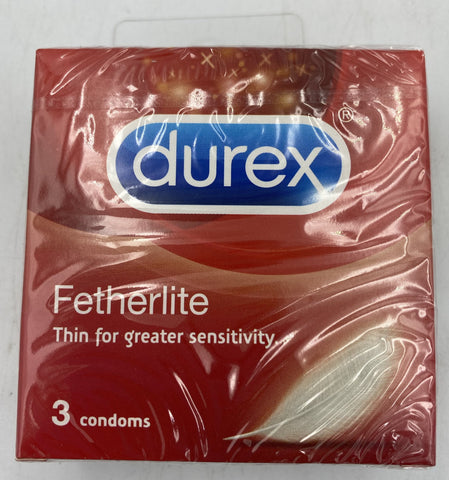 durex®
Fetherlite
Thin for greater sensitivity.
3 condoms